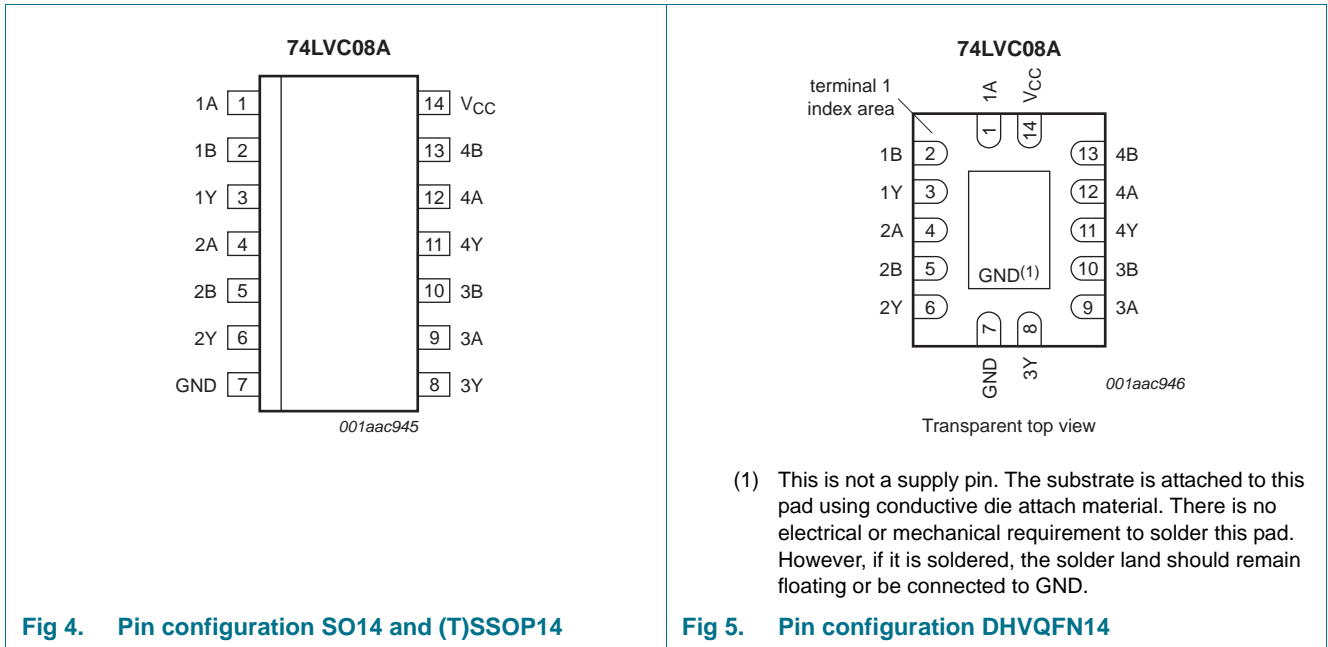 74LVC08A
1A 1 14 VCC
1B 2 13 4B
1Y 3 12 4A
2A 4 11 4Y
2B 5 10 3B
2Y 6 9 3A
GND 7 8 3Y
001aac945
Fig 4. Pin configuration SO14 and (T)SSOP14
74LVC08A
terminal 1
index area
1A VCC
1 14
1B 2 13 4B
1Y 3 12 4A
2A 4 11 4Y
2B 5 GND(1) 10 3B
2Y 6 9 3A
7 8
GND 3Y
001aac946
Transparent top view
(1) This is not a supply pin. The substrate is attached to this
pad using conductive die attach material. There is no
electrical or mechanical requirement to solder this pad.
However, if it is soldered, the solder land should remain
floating or be connected to GND.
Fig 5. Pin configuration DHVQFN14